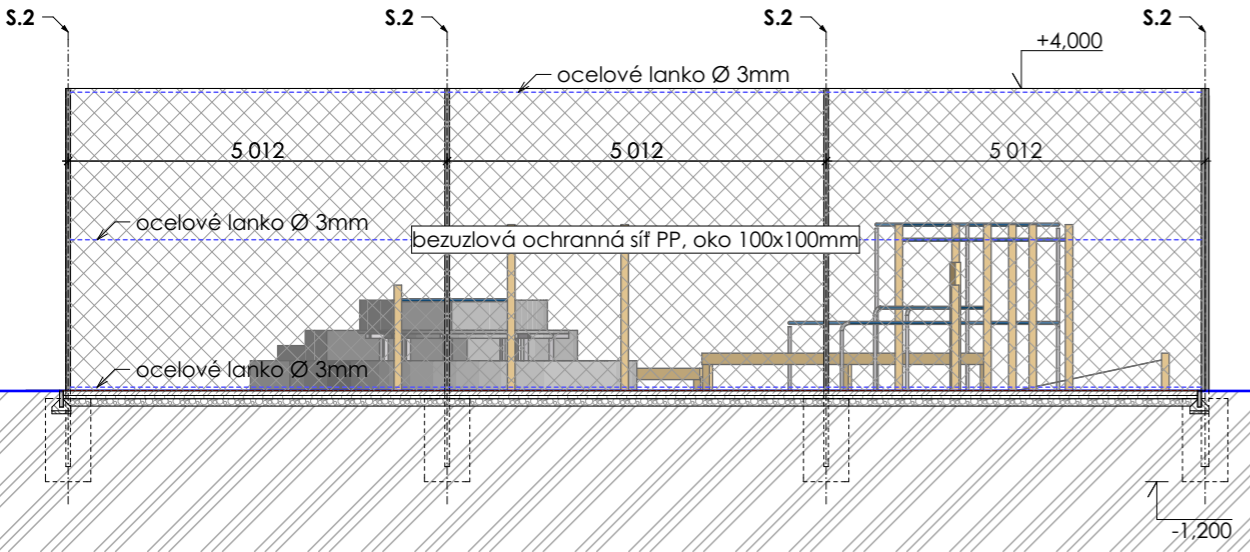 S.2 S.2 S.2 S.2
+4,000
ocelové lanko Ø 3mm
5 012 5 012 5 012
ocelové lanko Ø 3mm
bezuzlová ochranná síť PP, oko 100x100mm
ocelové lanko Ø 3mm
-1,200